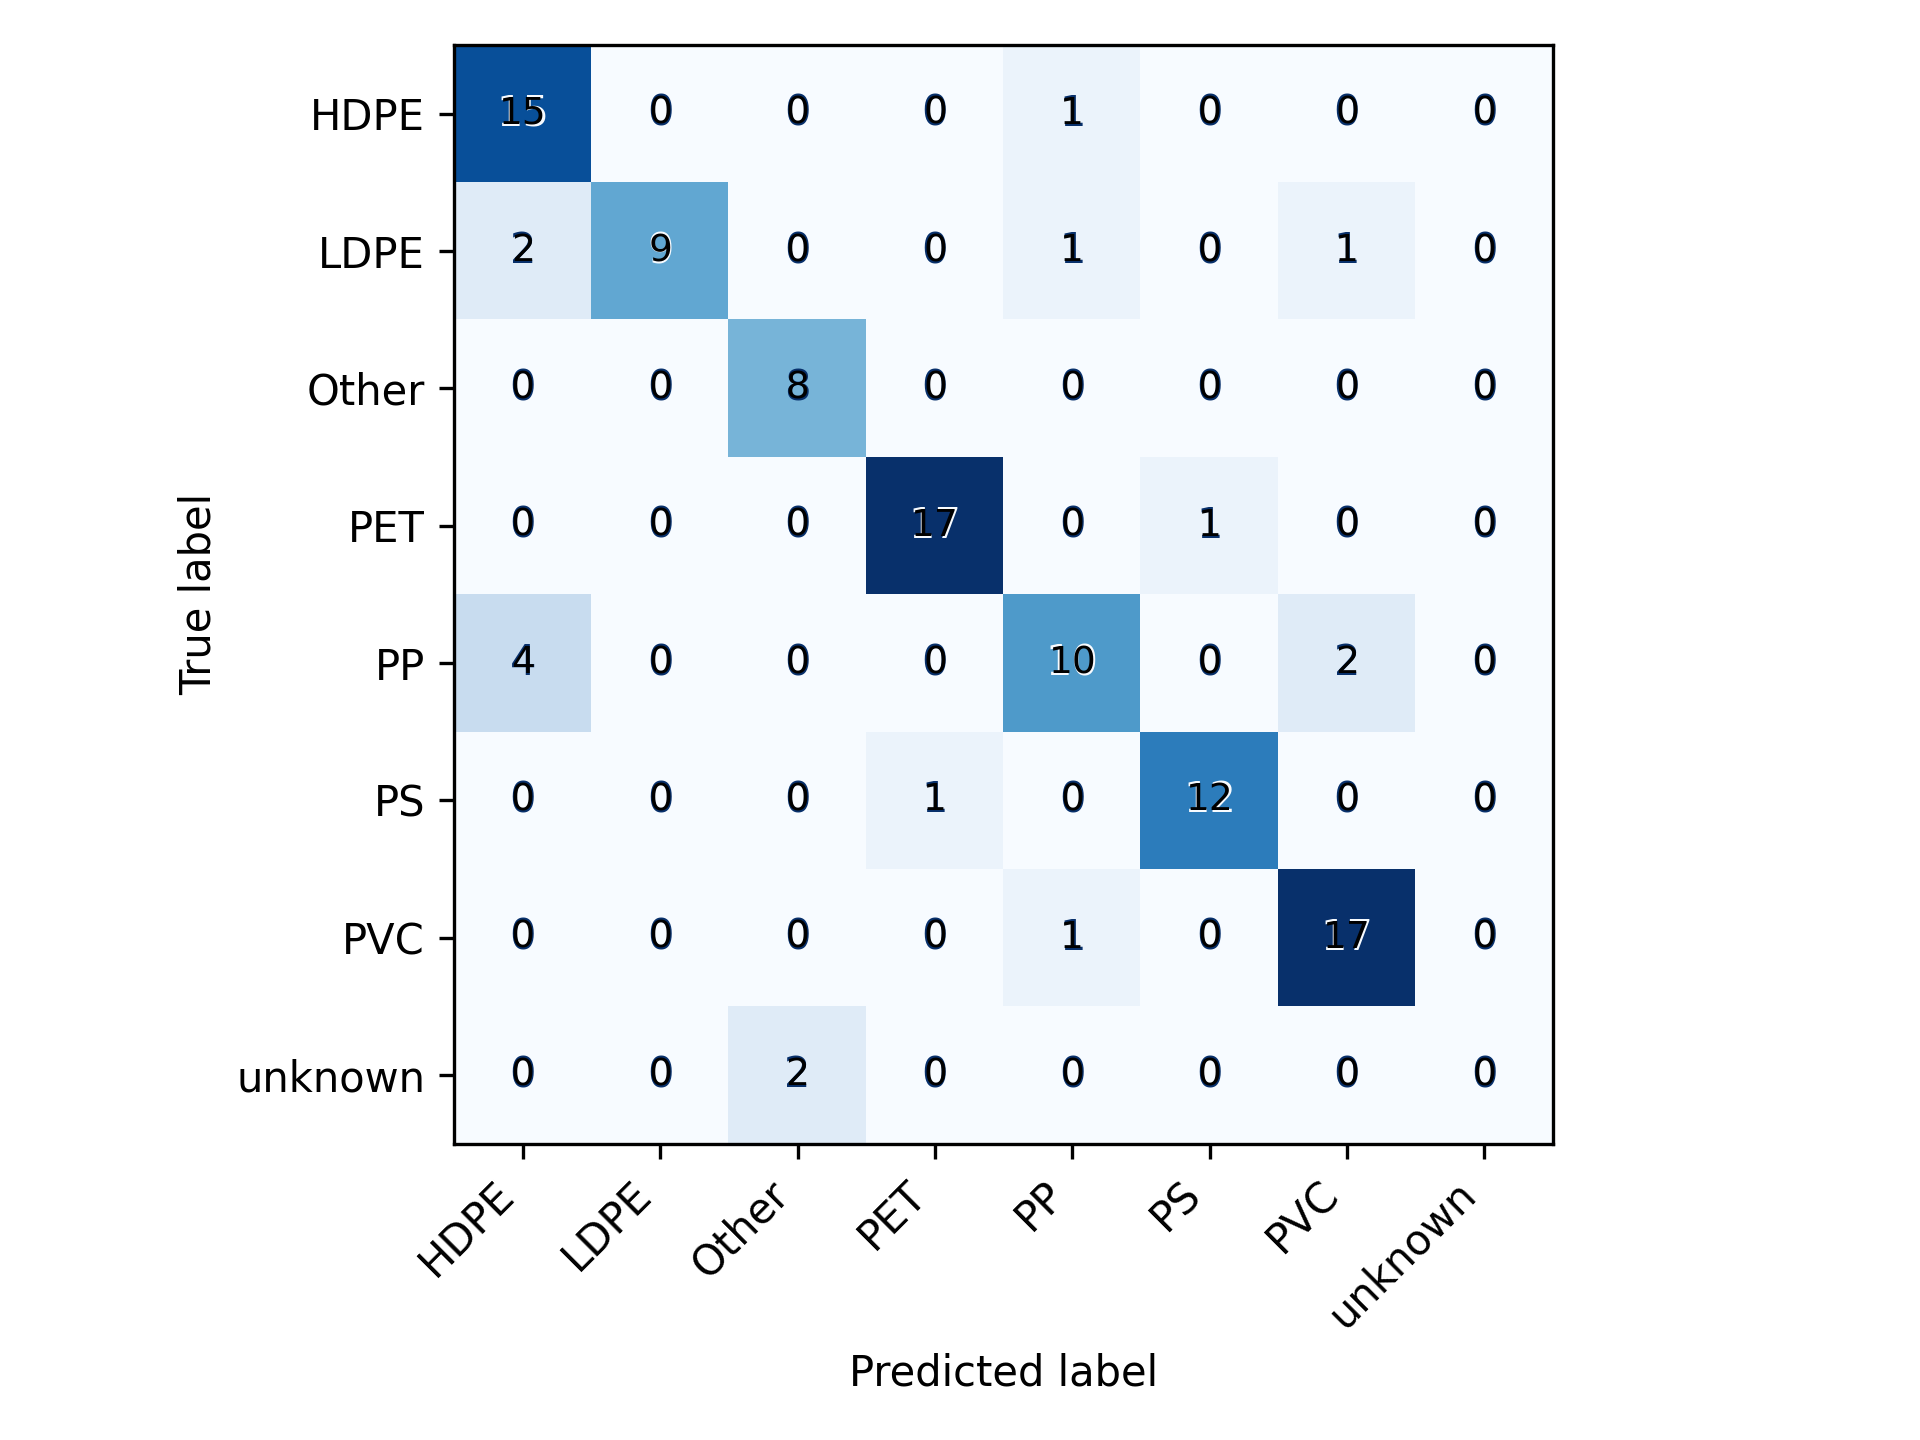 HDPE 15 0 0 0 1 0 0 0
LDPE 2 9 0 0 1 0 1 0
Other 0 0 8 0 0 0 0 0
PET 0 0 0 17 0 1 0 0
PP 4 0 0 0 10 0 2 0
PS 0 0 0 1 0 12 0 0
PVC 0 0 0 0 1 0 17 0
unknown 0 0 2 0 0 0 0 0
True label
HDPE LDPE Other PET PP PS PVC unknown
Predicted label